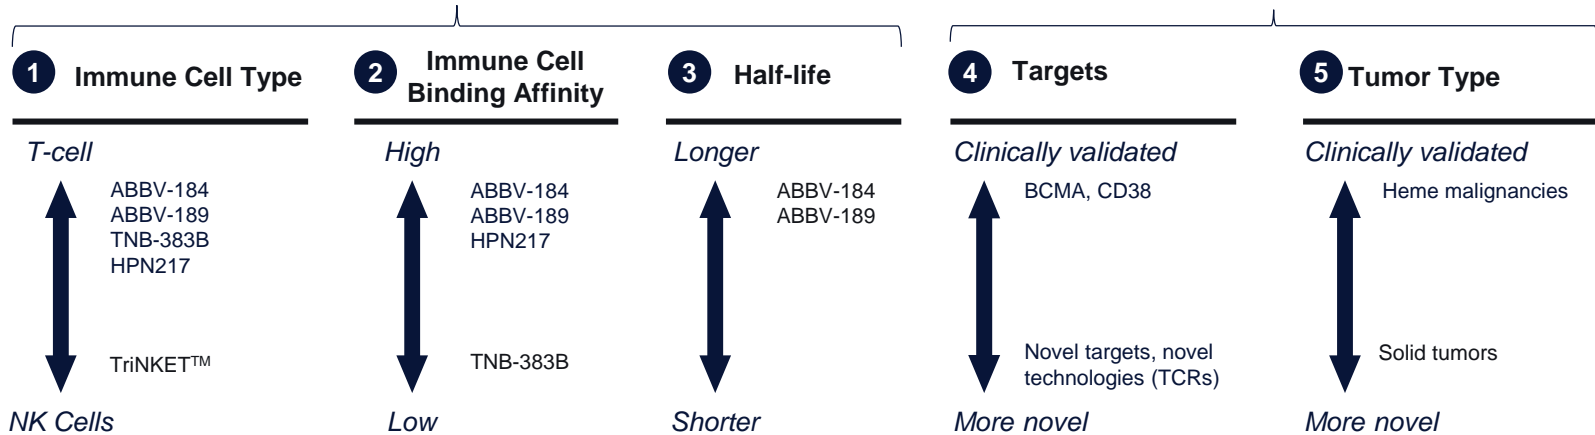 1 Immune Cell Type
T-cell
ABBV-184
ABBV-189
TNB-383B
HPN217
TriNKET™
NK Cells
2 Immune Cell
Binding Affinity
High
ABBV-184
ABBV-189
HPN217
TNB-383B
Low
3 Half-life
Longer
ABBV-184
ABBV-189
Shorter
4 Targets
Clinically validated
BCMA, CD38
Novel targets, novel
technologies (TCRs)
More novel
5 Tumor Type
Clinically validated
Heme malignancies
Solid tumors
More novel